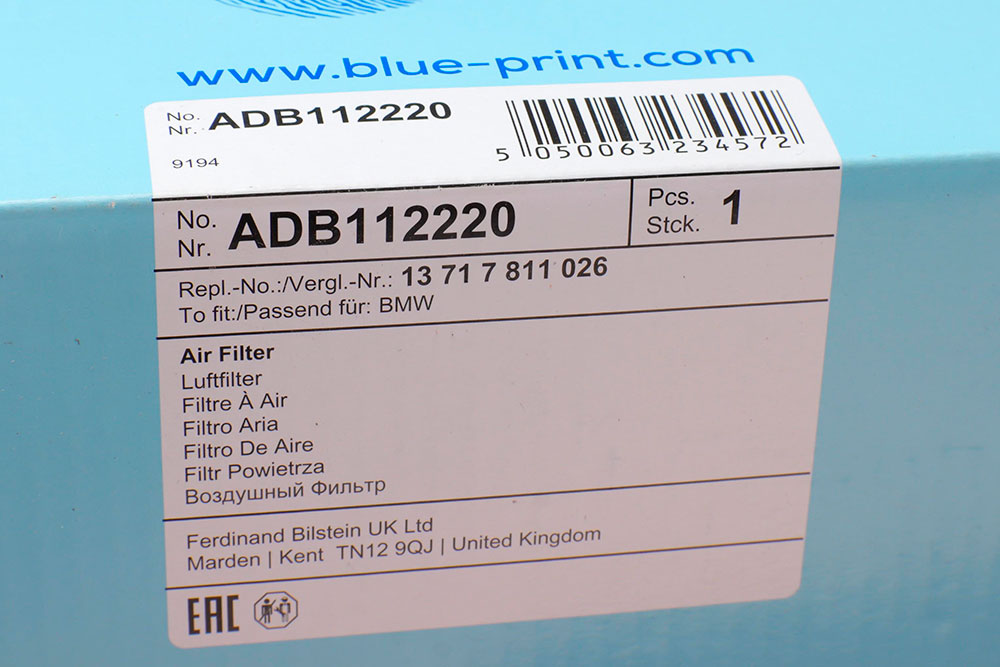 www.blue-print.com
No.
Nr. ADB112220
9194
5 050063 234572
No.
Nr. ADB112220
Pcs.
Stck. 1
Repl.-No.:/Vergl.-Nr.: 13 71 7 811 026
To fit:/Passend für: BMW
Air Filter
Luftfilter
Filtre À Air
Filtro Aria
Filtro De Aire
Filtr Powietrza
Воздушный Фильтр
Ferdinand Bilstein UK Ltd
Marden | Kent TN12 9QJ | United Kingdom
EAC